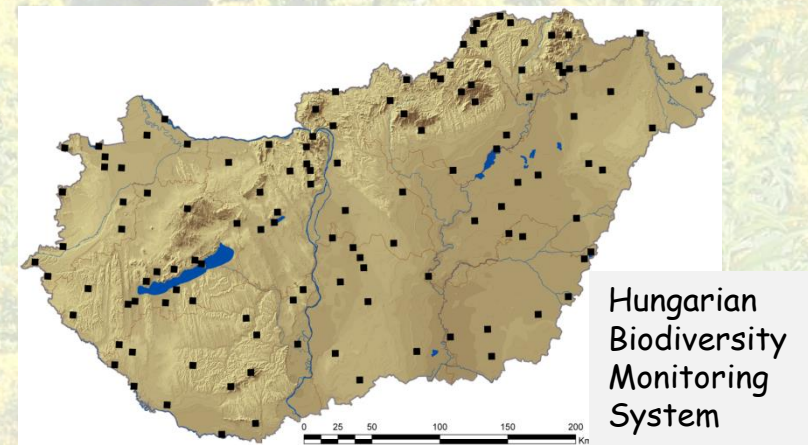 Hungarian
Biodiversity
Monitoring
System
0 25 50 100 150 200
Km